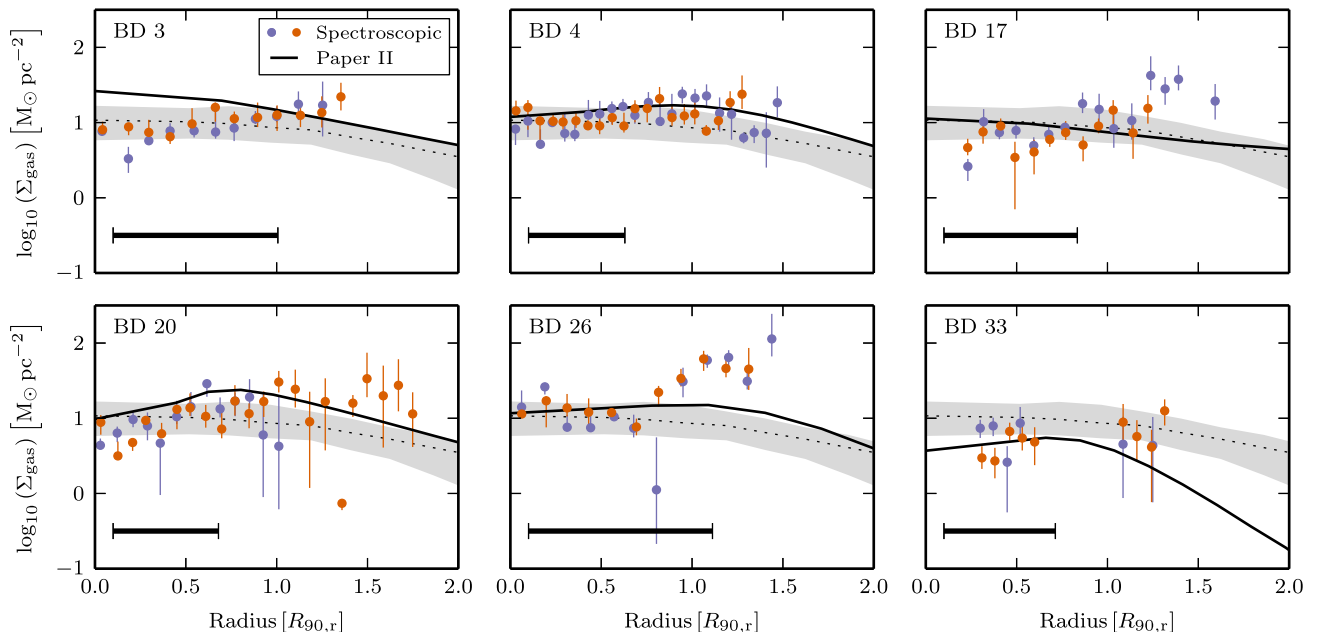 BD 3
Spectroscopic
Paper II
BD 4
BD 17
log₁₀ (Σgas) [M⊙ pc⁻²]
2
1
0
−1
BD 20
BD 26
BD 33
log₁₀ (Σgas) [M⊙ pc⁻²]
2
1
0
−1
0.0 0.5 1.0 1.5 2.0
0.0 0.5 1.0 1.5 2.0
0.0 0.5 1.0 1.5 2.0
Radius [R₉₀,r]
Radius [R₉₀,r]
Radius [R₉₀,r]